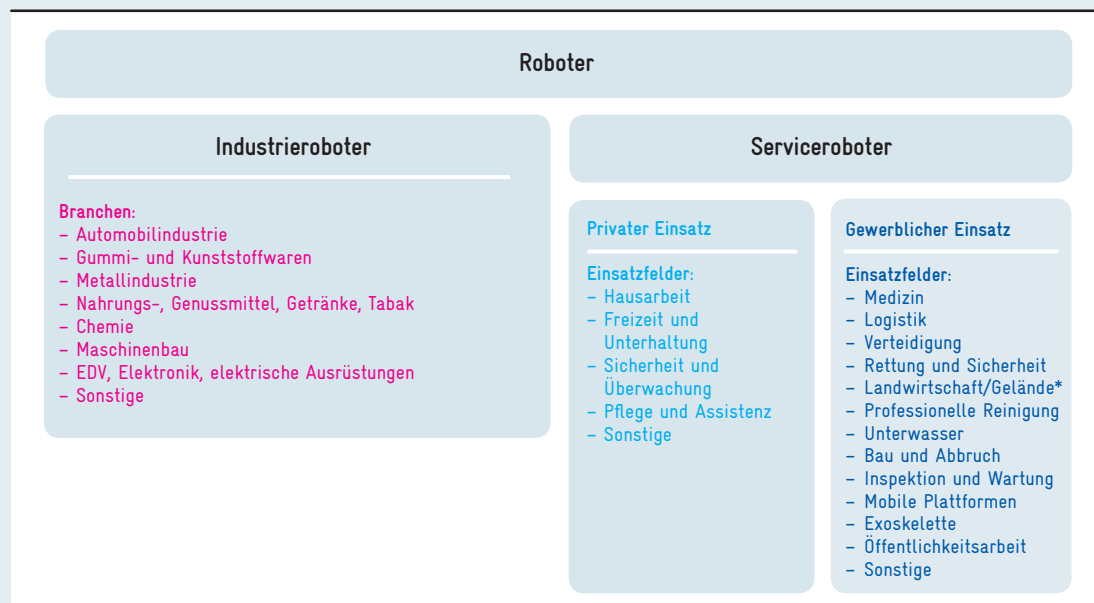 Roboter
Industrieroboter
Branchen:
– Automobilindustrie
– Gummi- und Kunststoffwaren
– Metallindustrie
– Nahrungs-, Genussmittel, Getränke, Tabak
– Chemie
– Maschinenbau
– EDV, Elektronik, elektrische Ausrüstungen
– Sonstige
Serviceroboter
Privater Einsatz
Einsatzfelder:
– Hausarbeit
– Freizeit und
Unterhaltung
– Sicherheit und
Überwachung
– Pflege und Assistenz
– Sonstige
Gewerblicher Einsatz
Einsatzfelder:
– Medizin
– Logistik
– Verteidigung
– Rettung und Sicherheit
– Landwirtschaft/Gelände*
– Professionelle Reinigung
– Unterwasser
– Bau und Abbruch
– Inspektion und Wartung
– Mobile Plattformen
– Exoskelette
– Öffentlichkeitsarbeit
– Sonstige